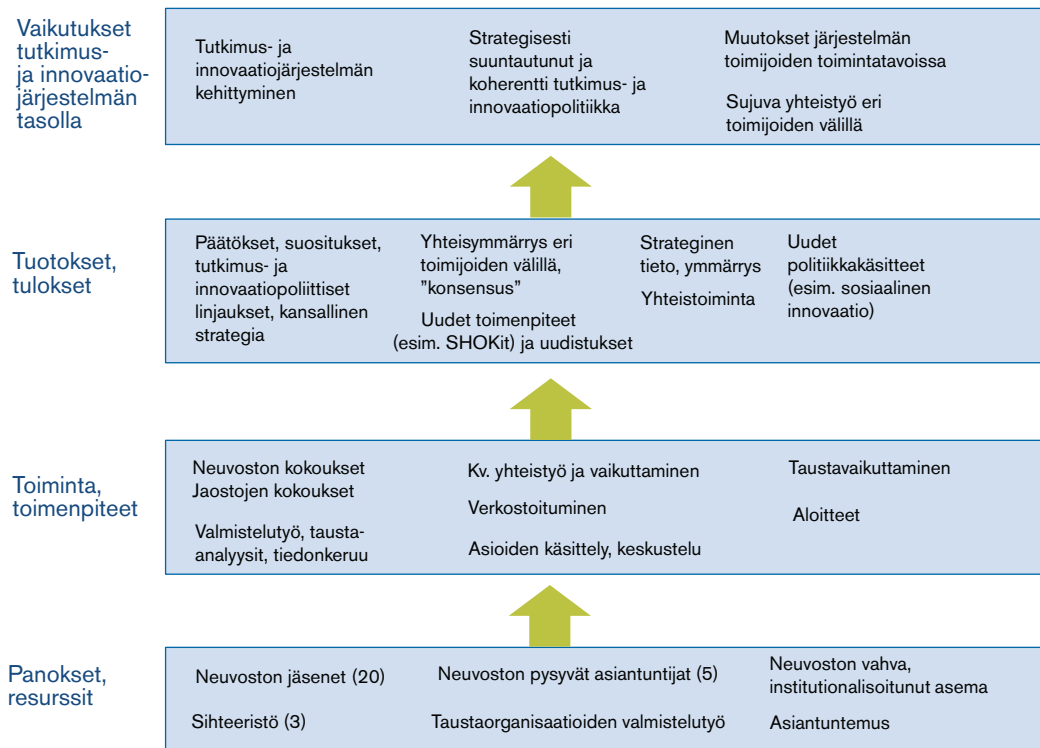 Vaikutukset
tutkimus-
ja innovaatio-
järjestelmän
tasolla
Tutkimus- ja
innovaatiojärjestelmän
kehittyminen
Strategisesti
suuntautunut ja
koherentti tutkimus- ja
innovaatiopolitiikka
Muutokset järjestelmän
toimijoiden toimintatavoissa
Sujuva yhteistyö eri
toimijoiden välillä
Tuotokset,
tulokset
Päätökset, suositukset,
tutkimus- ja
innovaatiopoliittiset
linjaukset, kansallinen
strategia
Yhteisymmärrys eri
toimijoiden välillä,
”konsensus”
Uudet toimenpiteet
(esim. SHOKit) ja uudistukset
Strateginen
tieto, ymmärrys
Yhteistoiminta
Uudet
politiikkakäsitteet
(esim. sosiaalinen
innovaatio)
Toiminta,
toimenpiteet
Neuvoston kokoukset
Jaostojen kokoukset
Valmistelutyö, tausta-
analyysit, tiedonkeruu
Kv. yhteistyö ja vaikuttaminen
Verkostoituminen
Asioiden käsittely, keskustelu
Taustavaikuttaminen
Aloitteet
Panokset,
resurssit
Neuvoston jäsenet (20)
Sihteeristö (3)
Neuvoston pysyvät asiantuntijat (5)
Taustaorganisaatioiden valmistelutyö
Neuvoston vahva,
institutionalisoitunut asema
Asiantuntemus